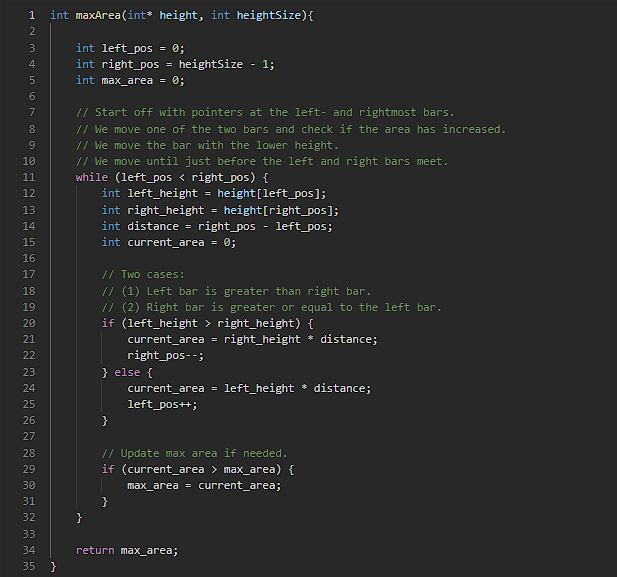 1 int maxArea(int* height, int heightSize){
2
3     int left_pos = 0;
4     int right_pos = heightSize - 1;
5     int max_area = 0;
6
7     // Start off with pointers at the left- and rightmost bars.
8     // We move one of the two bars and check if the area has increased.
9     // We move the bar with the lower height.
10     // We move until just before the left and right bars meet.
11     while (left_pos < right_pos) {
12         int left_height = height[left_pos];
13         int right_height = height[right_pos];
14         int distance = right_pos - left_pos;
15         int current_area = 0;
16
17         // Two cases:
18         // (1) Left bar is greater than right bar.
19         // (2) Right bar is greater or equal to the left bar.
20         if (left_height > right_height) {
21             current_area = right_height * distance;
22             right_pos--;
23         } else {
24             current_area = left_height * distance;
25             left_pos++;
26         }
27
28         // Update max area if needed.
29         if (current_area > max_area) {
30             max_area = current_area;
31         }
32     }
33
34     return max_area;
35 }